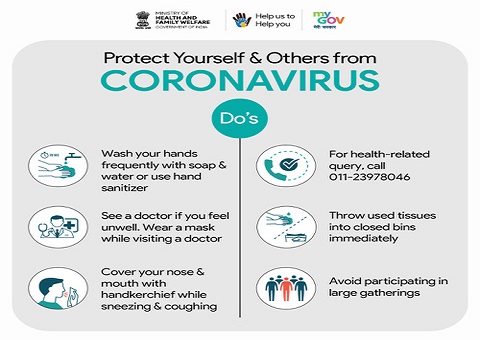 MINISTRY OF
HEALTH AND
FAMILY WELFARE
GOVERNMENT OF INDIA
Help us to
Help you
my
GOV
मेरी सरकार
Protect Yourself & Others from
CORONAVIRUS
Do's
Wash your hands
frequently with soap &
water or use hand
sanitizer
See a doctor if you feel
unwell. Wear a mask
while visiting a doctor
Cover your nose &
mouth with
handkerchief while
sneezing & coughing
For health-related
query, call
011-23978046
Throw used tissues
into closed bins
immediately
Avoid participating in
large gatherings